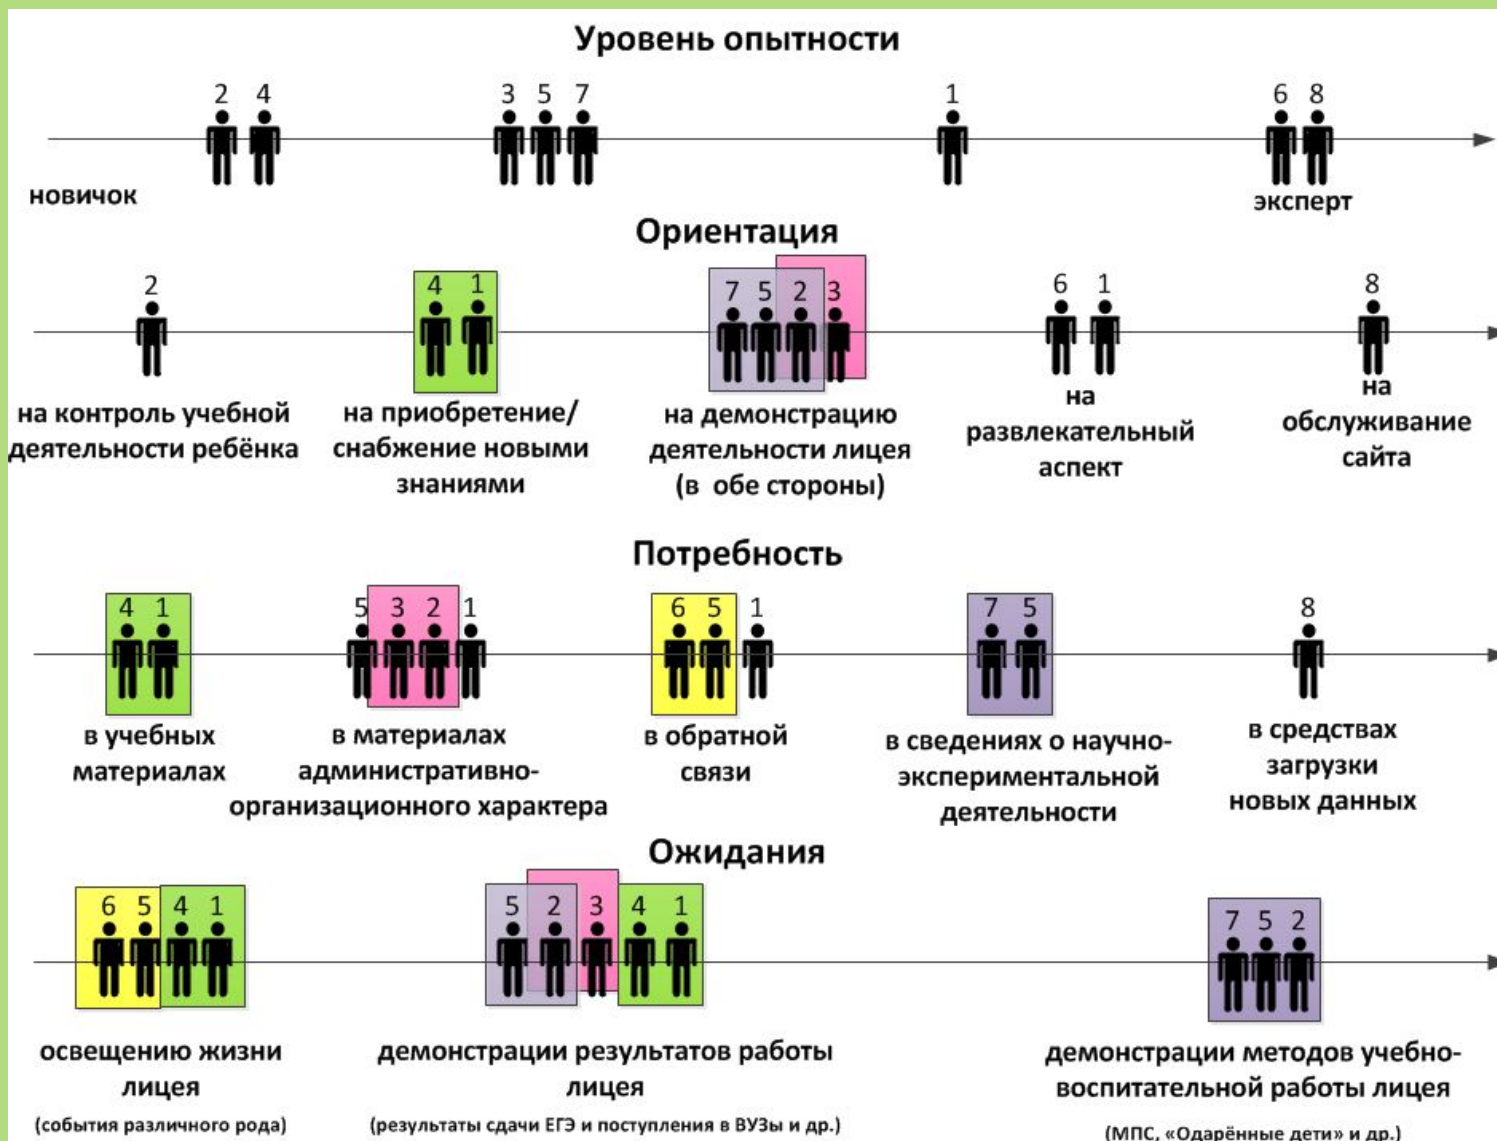 Уровень опытности
2 4 3 5 7 1 6 8
новичок
эксперт
Ориентация
2 4 1 7 5 2 3 6 1 8
на контроль учебной
деятельности ребёнка
на приобретение/
снабжение новыми
знаниями
на демонстрацию
деятельности лицея
(в обе стороны)
на
развлекательный
аспект
на
обслуживание
сайта
Потребность
4 1 5 3 2 1 6 5 1 7 5 8
в учебных
материалах
в материалах
административно-
организационного характера
в обратной
связи
в сведениях о научно-
экспериментальной
деятельности
в средствах
загрузки
новых данных
Ожидания
6 5 4 1 5 2 3 4 1 7 5 2
освещению жизни
лицея
(события различного рода)
демонстрации результатов работы
лицея
(результаты сдачи ЕГЭ и поступления в ВУЗы и др.)
демонстрации методов учебно-
воспитательной работы лицея
(МПС, «Одарённые дети» и др.)